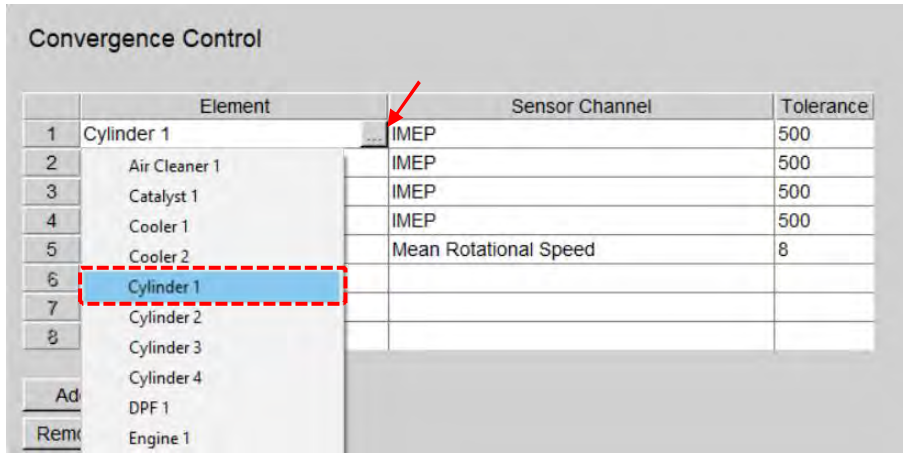 Convergence Control
Element Sensor Channel Tolerance
1 Cylinder 1 ... IMEP 500
2 Air Cleaner 1 IMEP 500
3 Catalyst 1 IMEP 500
4 Cooler 1 IMEP 500
5 Cooler 2 Mean Rotational Speed 8
6 Cylinder 1
7 Cylinder 2
8 Cylinder 3
Cylinder 4
Ad
DPF 1
Remo
Engine 1